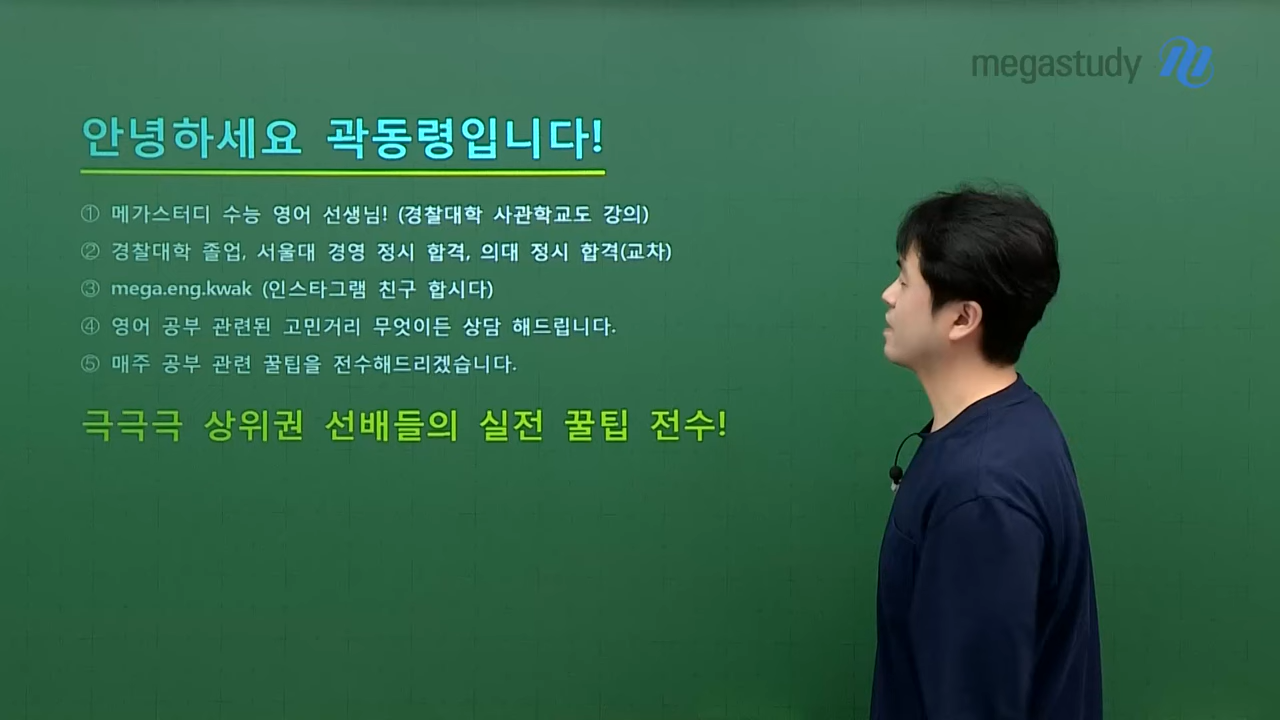 megastudy
안녕하세요 곽동령입니다!
① 메가스터디 수능 영어 선생님! (경찰대학 사관학교도 강의)
② 경찰대학 졸업, 서울대 경영 정시 합격, 의대 정시 합격(교차)
③ mega.eng.kwak (인스타그램 친구 합시다)
④ 영어 공부 관련된 고민거리 무엇이든 상담 해드립니다.
⑤ 매주 공부 관련 꿀팁을 전수해드리겠습니다.
극극극 상위권 선배들의 실전 꿀팁 전수!